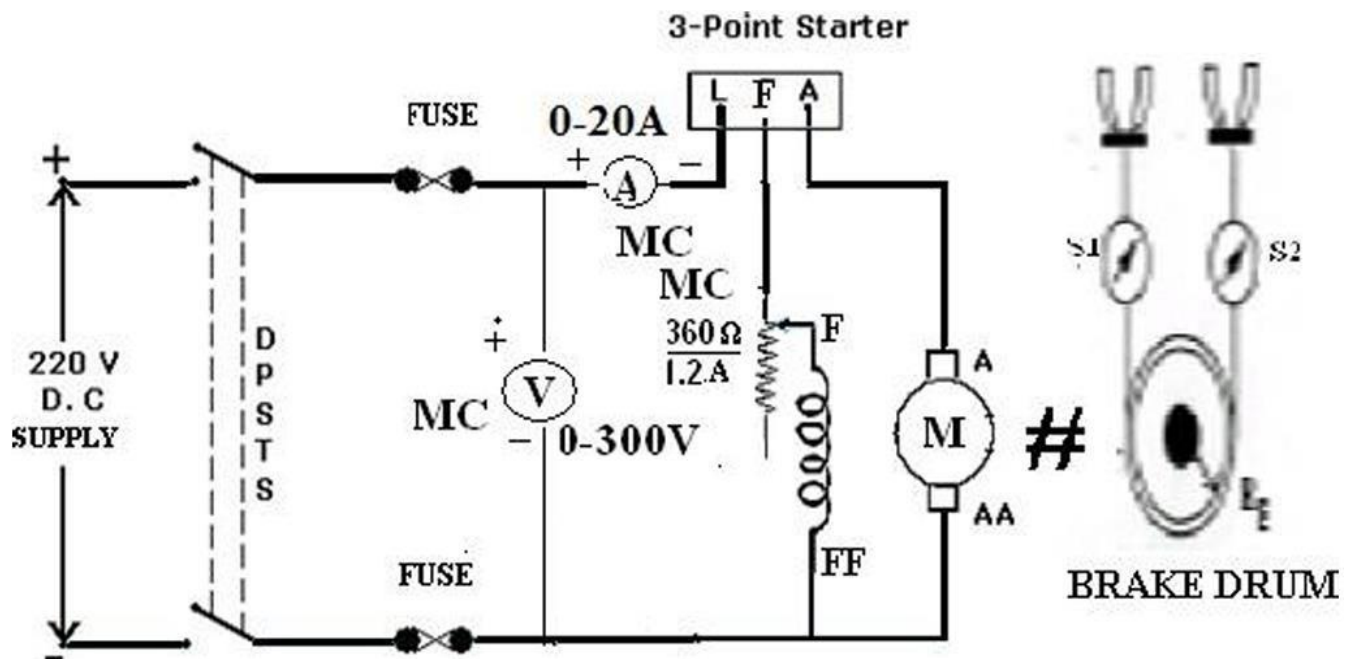 3-Point Starter
L F A
FUSE
0-20A
+ -
A
MC
MC
360 Ω
1.2A
F
+
220 V
D.C
SUPPLY
-
DPSTS
+
V
MC
-
0-300V
A
M
AA
#
FF
FUSE
S1
S2
BRAKE DRUM